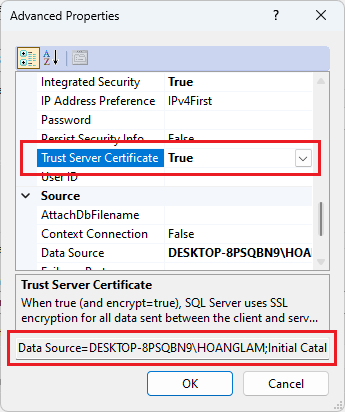 Advanced Properties
Integrated Security True
IP Address Preference IPv4First
Password
Persist Security Info False
Trust Server Certificate True
User ID
Source
AttachDbFilename
Context Connection False
Data Source DESKTOP-8PSQBN9\HOANGLAM
Trust Server Certificate
When true (and encrypt=true), SQL Server uses SSL
encryption for all data sent between the client and serv...
Data Source=DESKTOP-8PSQBN9\HOANGLAM;Initial Catal
OK Cancel